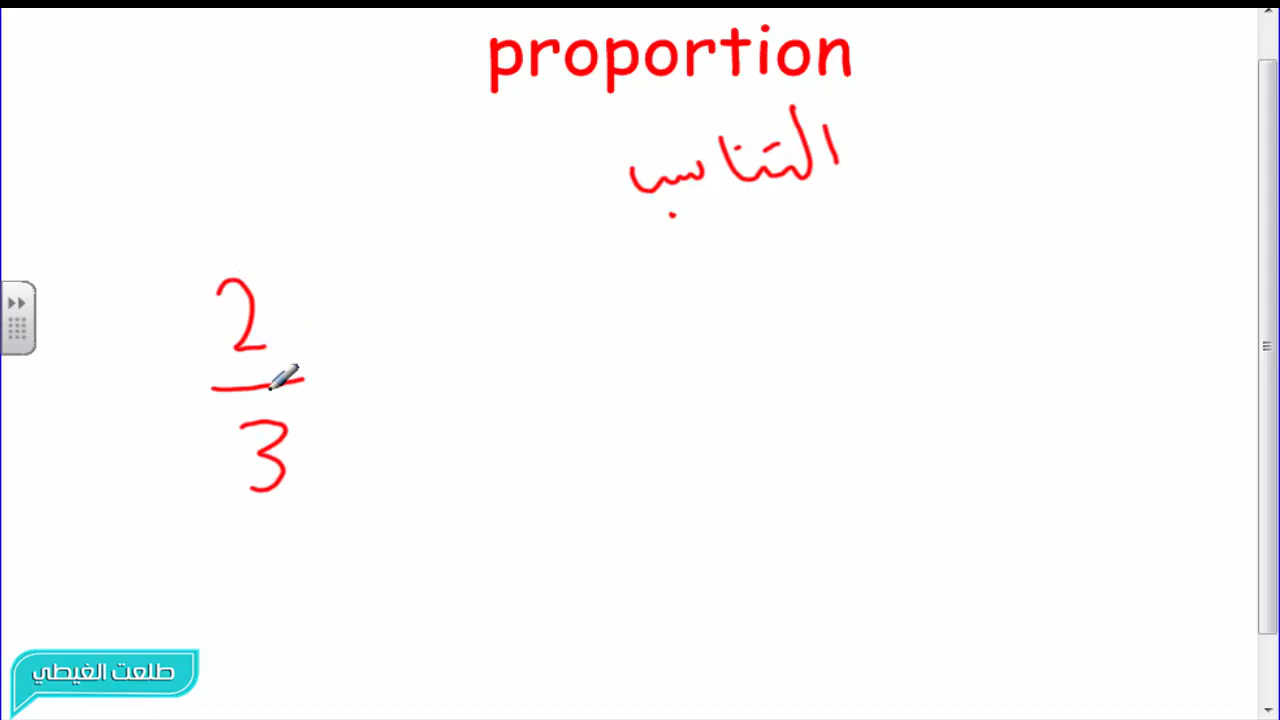 proportion
التناسب
2
3
طلعت الغيطي